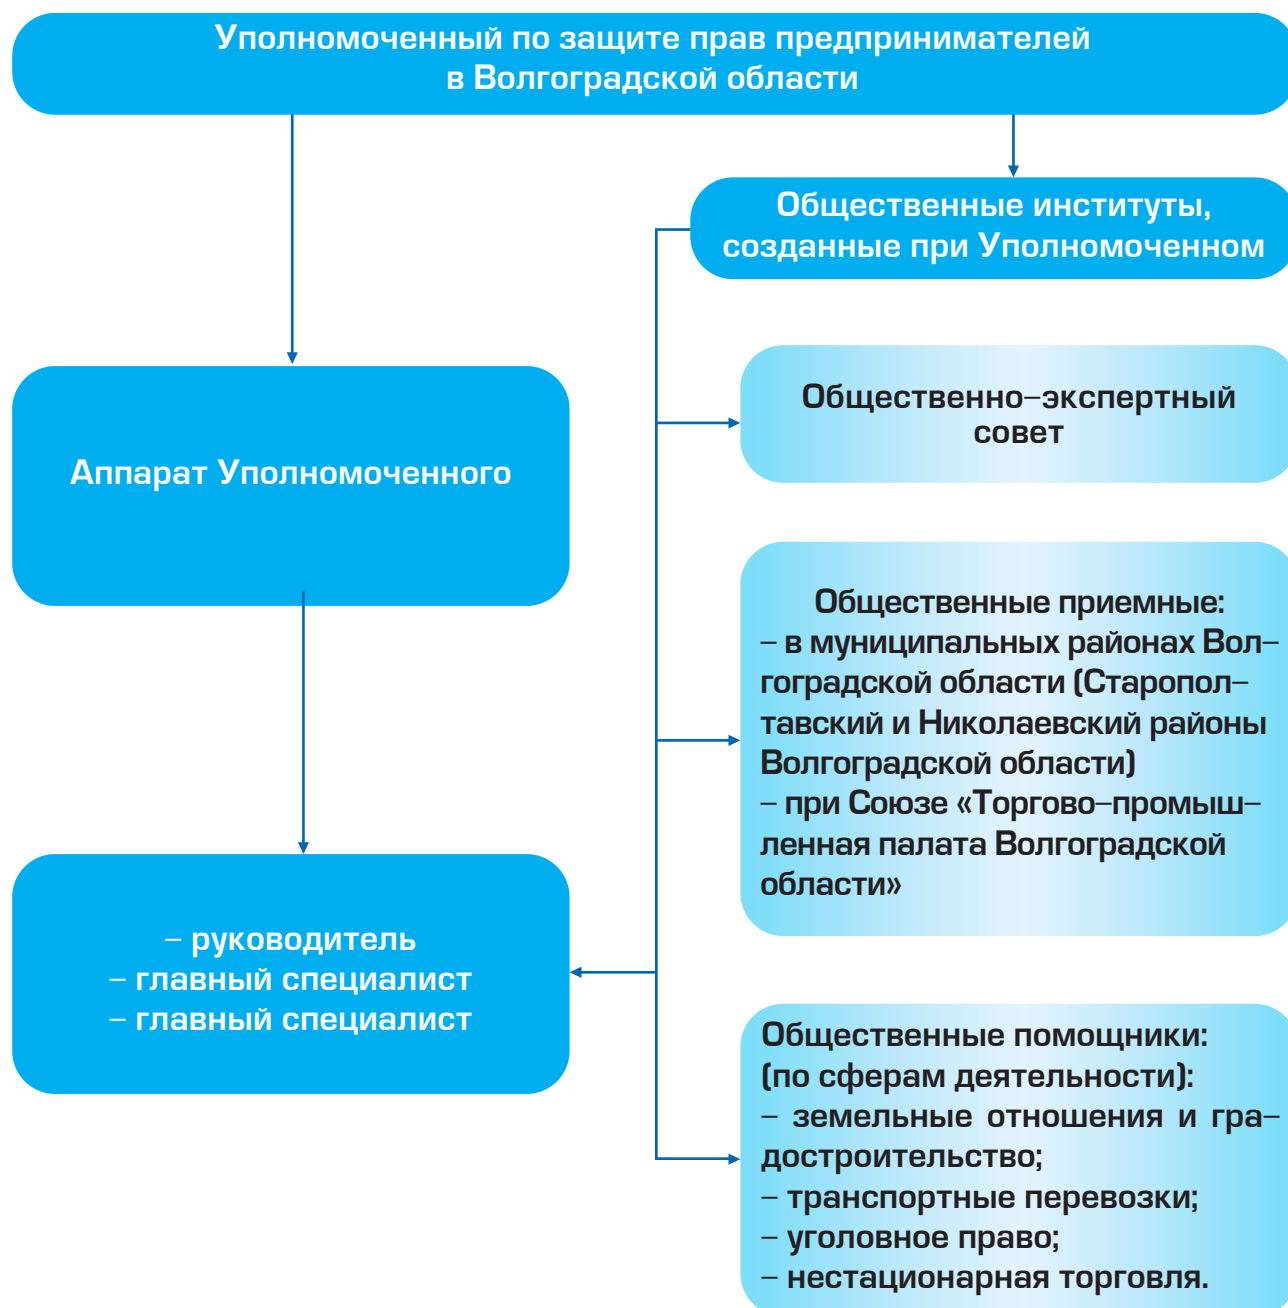 Уполномоченный по защите прав предпринимателей
в Волгоградской области
Общественные институты,
созданные при Уполномоченном
Аппарат Уполномоченного
– руководитель
– главный специалист
– главный специалист
Общественно–экспертный
совет
Общественные приемные:
– в муниципальных районах Вол–
гоградской области (Старопол–
тавский и Николаевский районы
Волгоградской области)
– при Союзе «Торгово–промыш–
ленная палата Волгоградской
области»
Общественные помощники:
(по сферам деятельности):
– земельные отношения и гра–
достроительство;
– транспортные перевозки;
– уголовное право;
– нестационарная торговля.